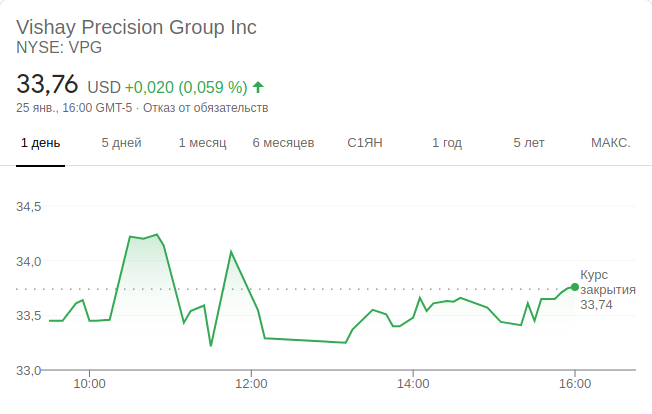 Vishay Precision Group Inc
NYSE: VPG
33,76 USD +0,020 (0,059 %)
25 янв., 16:00 GMT-5 · Отказ от обязательств
1 день 5 дней 1 месяц 6 месяцев С1ЯН 1 год 5 лет МАКС.
34,5
34,0
Курс
закрытия
33,74
33,5
33,0
10:00 12:00 14:00 16:00